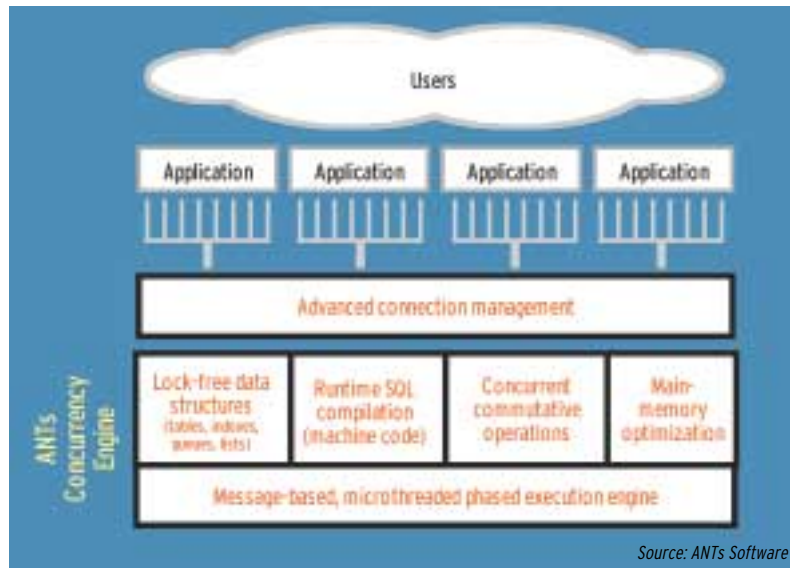 Users
Application
Application
Application
Application
Advanced connection management
ANTs
Concurrency
Engine
Lock-free data
structures
(tables, indexes,
queues, lists)
Runtime SQL
compilation
(machine code)
Concurrent
commutative
operations
Main-
memory
optimization
Message-based, microthreaded phased execution engine
Source: ANTs Software